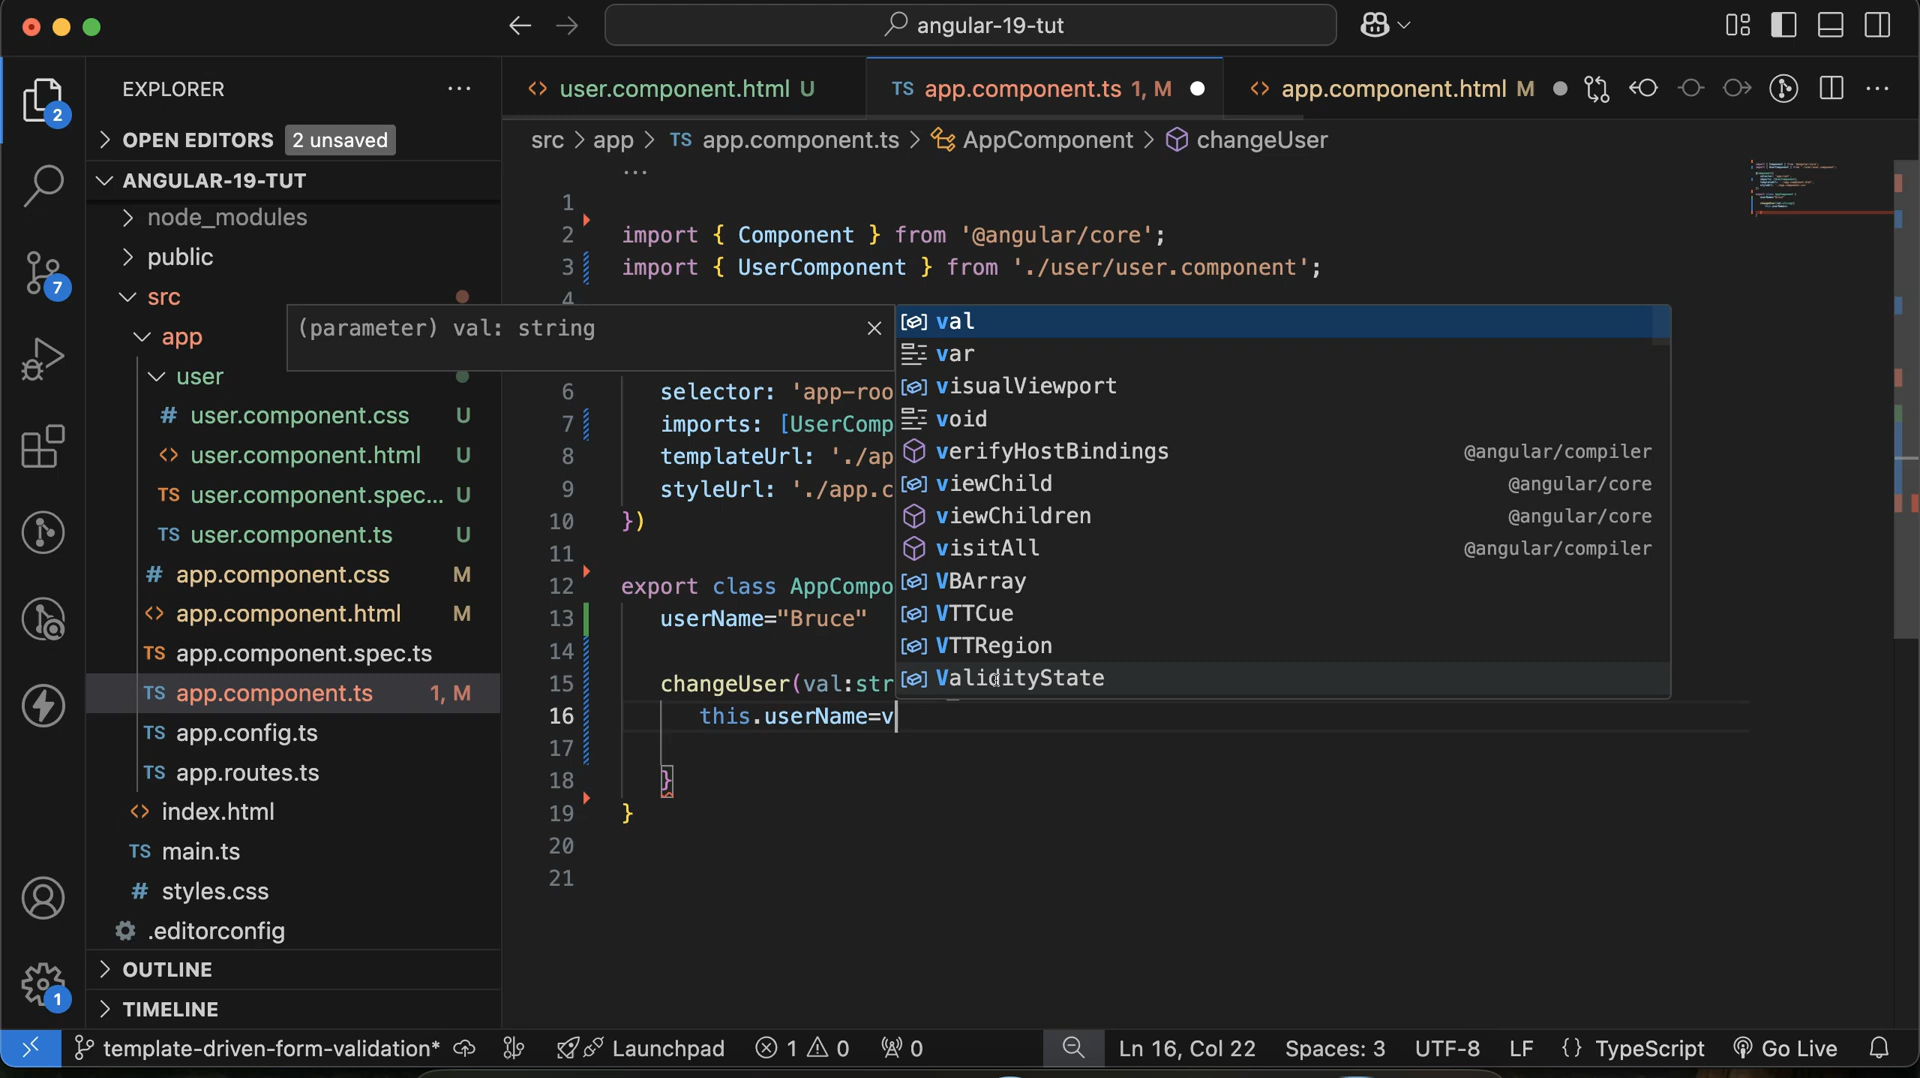 angular-19-tut
EXPLORER
user.component.html U
app.component.ts 1, M
app.component.html M
2
OPEN EDITORS 2 unsaved
src > app > TS app.component.ts > AppComponent > changeUser
ANGULAR-19-TUT
node_modules
public
src
app
user
# user.component.css U
<> user.component.html U
TS user.component.spec... U
TS user.component.ts U
# app.component.css M
<> app.component.html M
TS app.component.spec.ts
TS app.component.ts 1, M
TS app.config.ts
TS app.routes.ts
<> index.html
TS main.ts
# styles.css
.editorconfig
OUTLINE
TIMELINE
7
1
...
1
2 import { Component } from '@angular/core';
3 import { UserComponent } from './user/user.component';
4
(parameter) val: string
6 selector: 'app-roo
7 imports: [UserComp
8 templateUrl: './ap
9 styleUrl: './app.c
10 })
11
12 export class AppCompo
13 userName="Bruce"
14
15 changeUser(val:str
16 this.userName=v
17
18 }
19 }
20
21
val
var
visualViewport
void
verifyHostBindings @angular/compiler
viewChild @angular/core
viewChildren @angular/core
visitAll @angular/compiler
VBArray
VTTCue
VTTRegion
ValidityState
template-driven-form-validation* Launchpad 1 0 0 Ln 16, Col 22 Spaces: 3 UTF-8 LF {} TypeScript Go Live